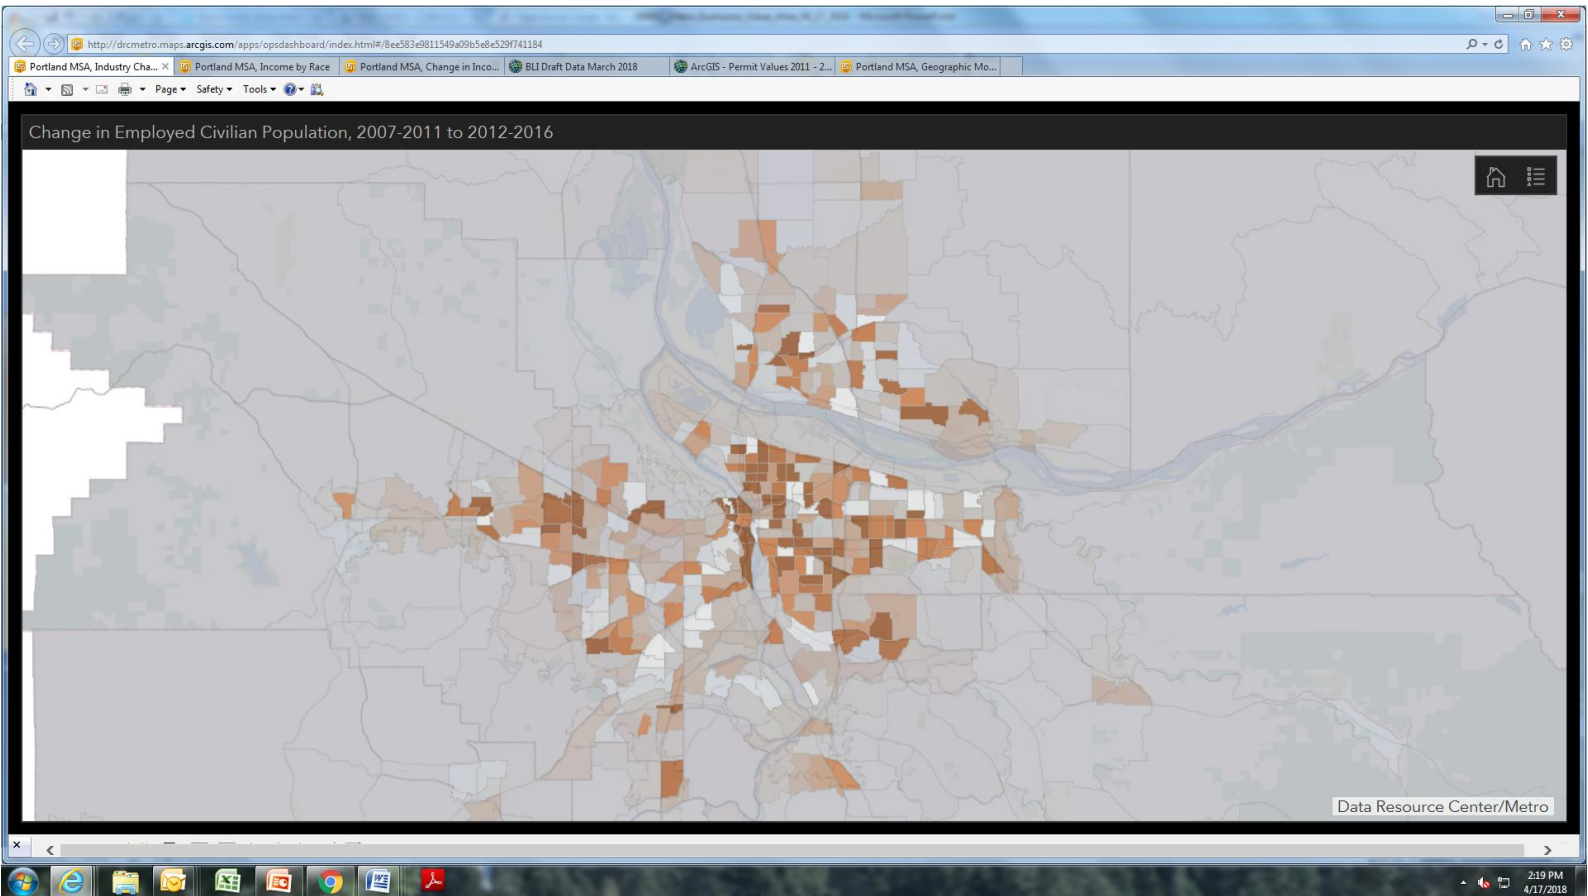 http://drcmetro.maps.arcgis.com/apps/opsdashboard/index.html#/8ee583e9811549a09b5e8e529f741184
Portland MSA, Industry Cha...
Portland MSA, Income by Race
Portland MSA, Change in Inco...
BLI Draft Data March 2018
ArcGIS - Permit Values 2011 - 2...
Portland MSA, Geographic Mo...
Page
Safety
Tools
Change in Employed Civilian Population, 2007-2011 to 2012-2016
Data Resource Center/Metro
2:19 PM
4/17/2018